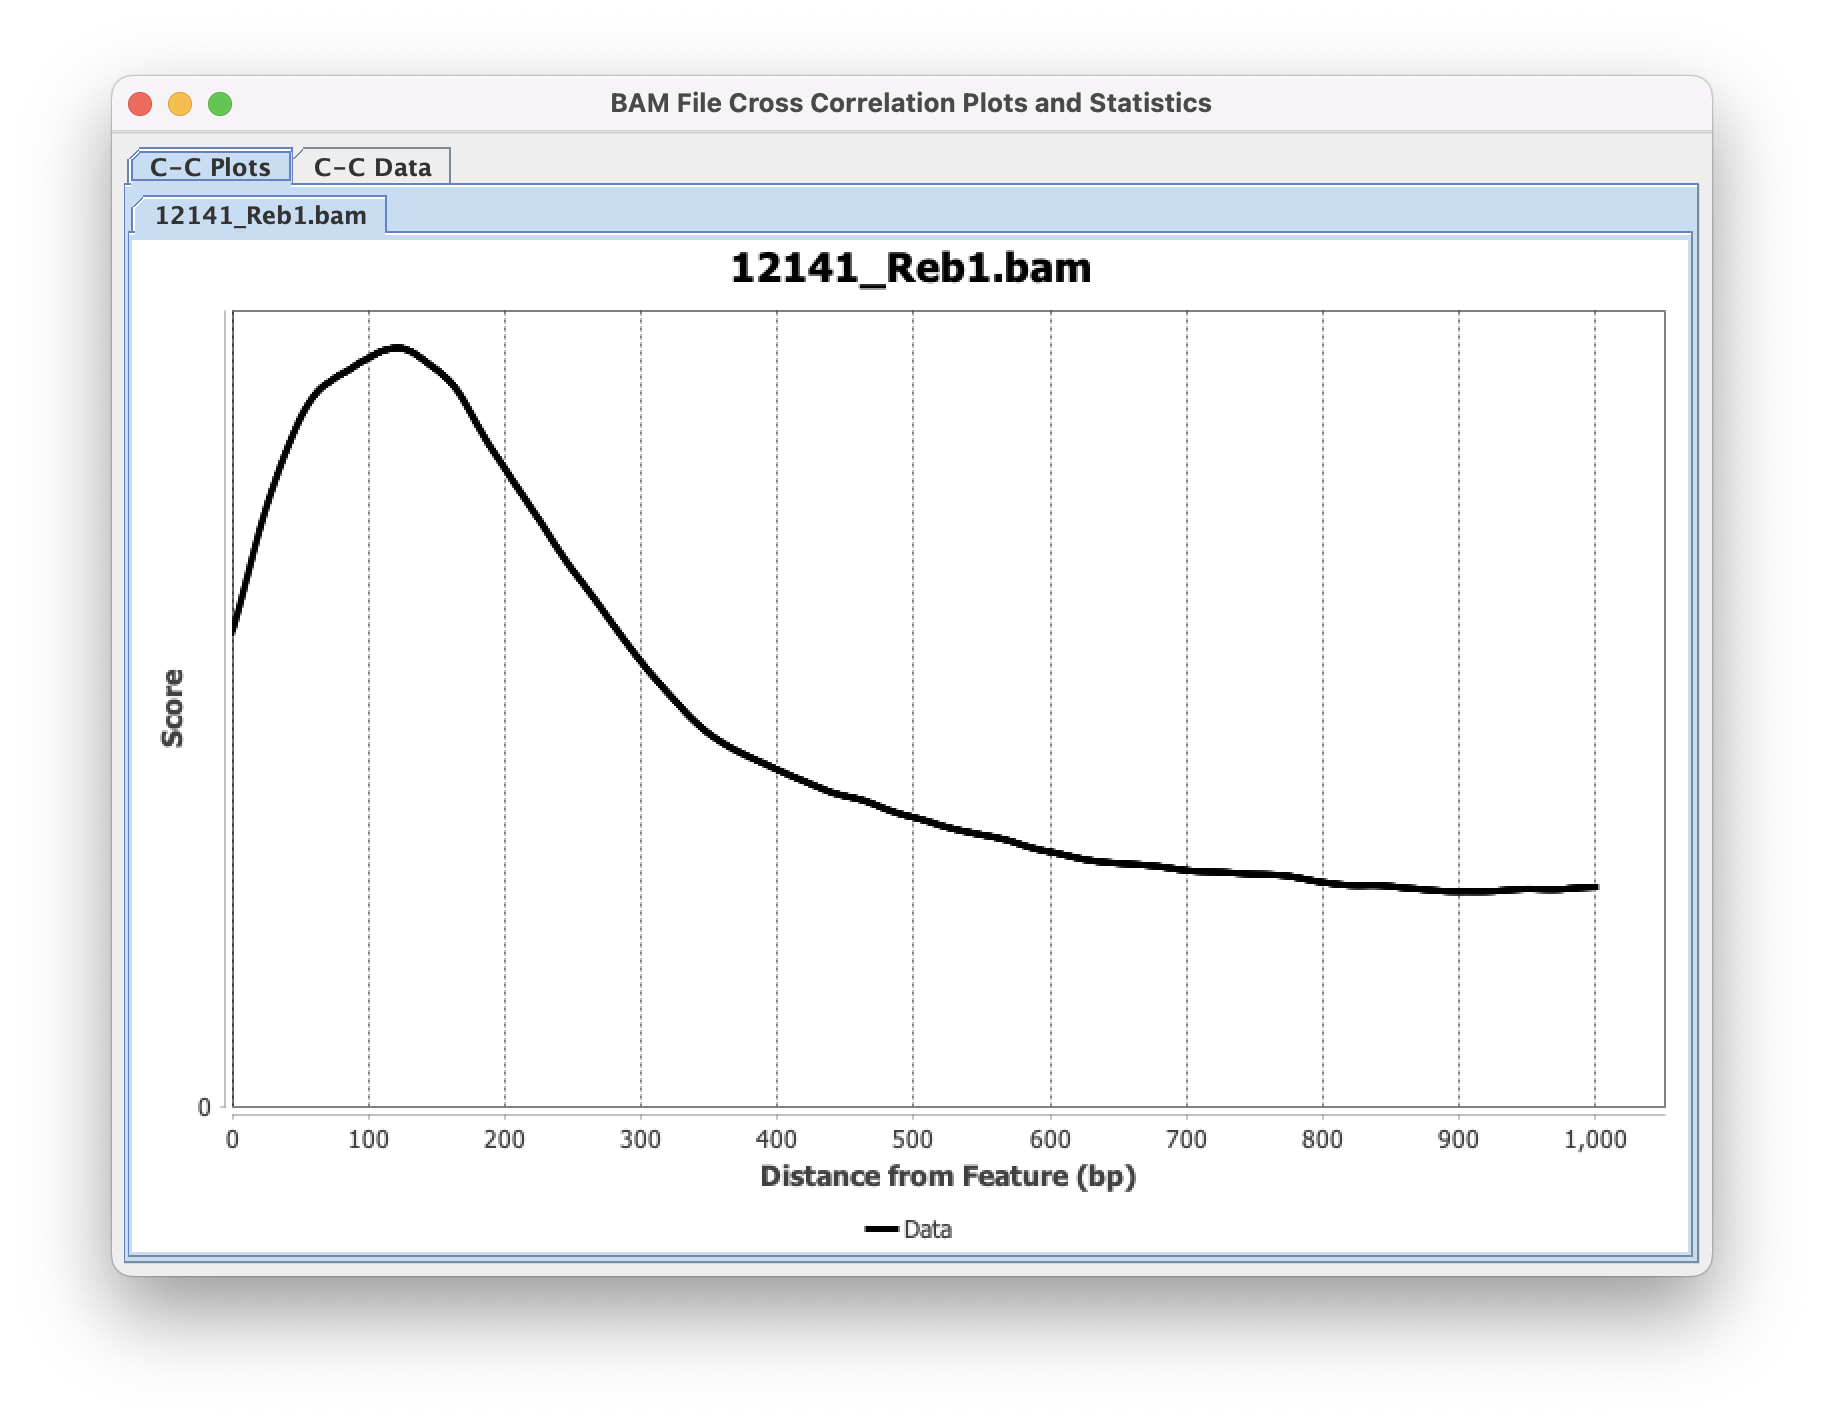 BAM File Cross Correlation Plots and Statistics
C-C Plots
C-C Data
12141_Reb1.bam
12141_Reb1.bam
Score
0
0 100 200 300 400 500 600 700 800 900 1,000
Distance from Feature (bp)
Data